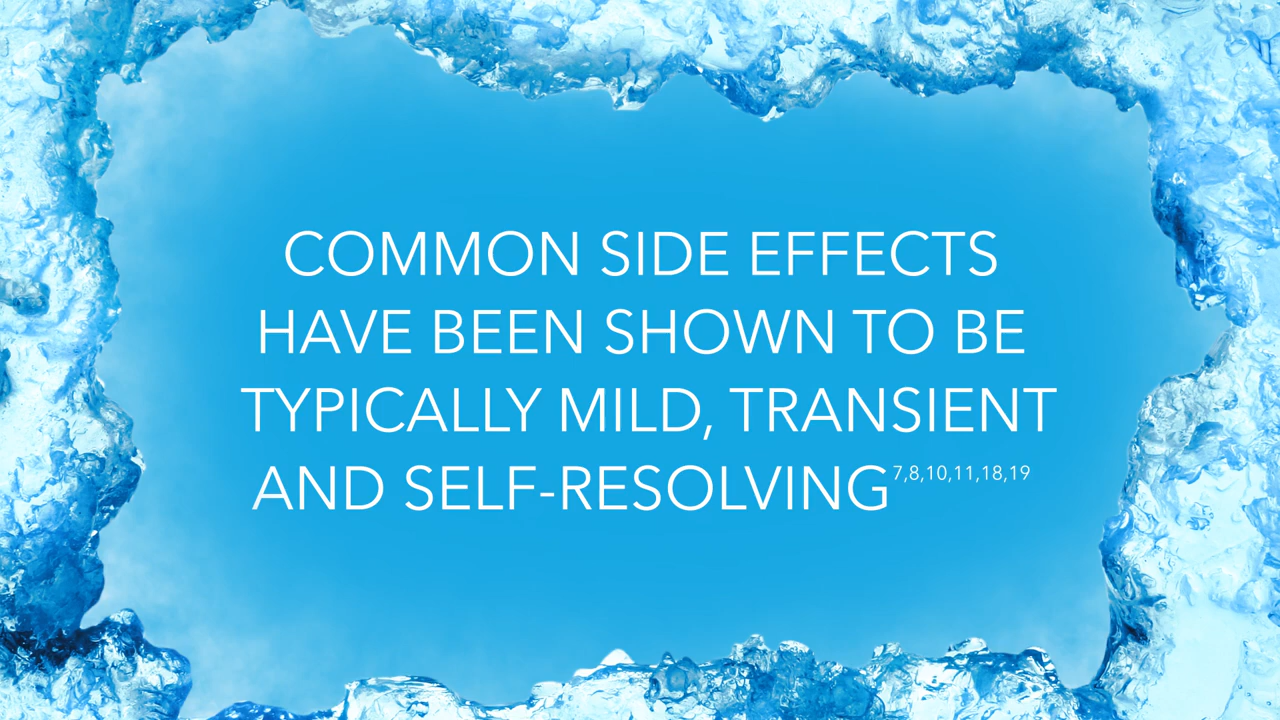 COMMON SIDE EFFECTS
HAVE BEEN SHOWN TO BE
TYPICALLY MILD, TRANSIENT
AND SELF-RESOLVING7,8,10,11,18,19